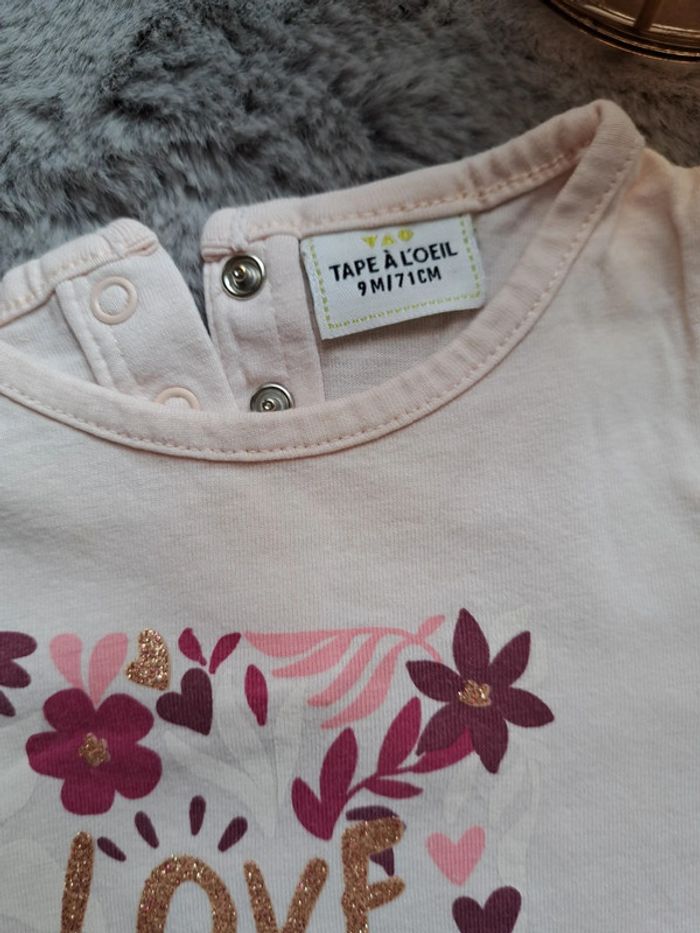 TAO
TAPE À L'OEIL
9M/71CM
LOVE